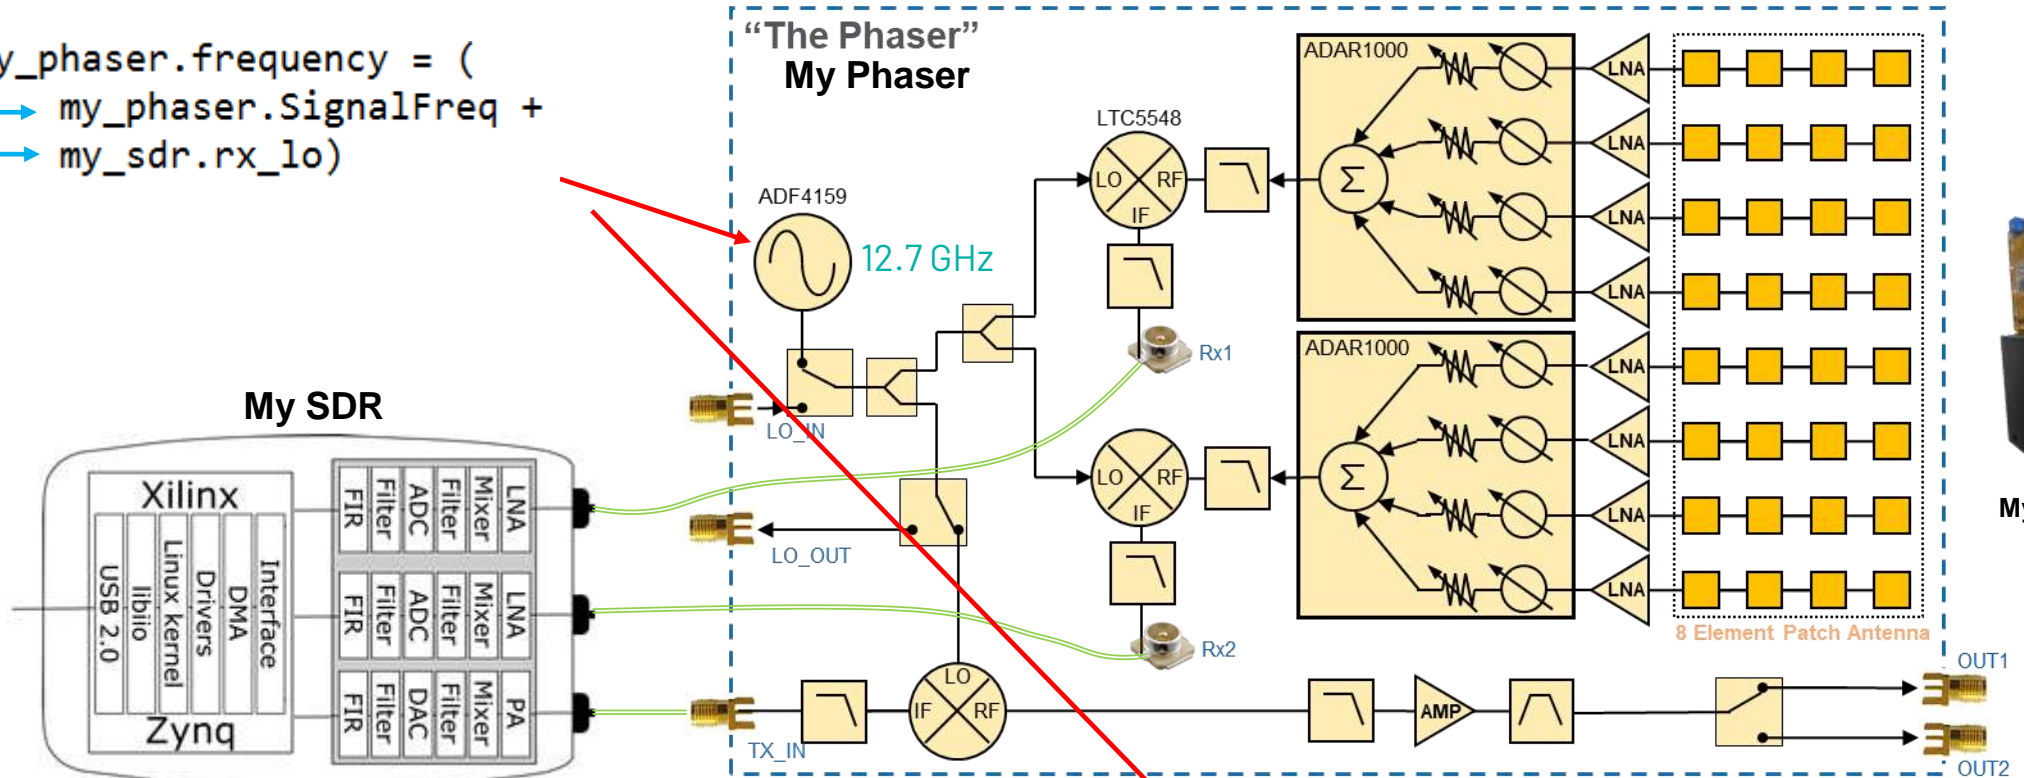 y_phaser.frequency = (
my_phaser.SignalFreq +
my_sdr.rx_lo)
“The Phaser”
My Phaser
ADF4159
12.7 GHz
LTC5548
LO
RF
IF
Rx1
LO_IN
LO_OUT
LO
RF
IF
Rx2
ADAR1000
Σ
LNA
LNA
LNA
LNA
ADAR1000
Σ
LNA
LNA
LNA
LNA
8 Element Patch Antenna
My SDR
Xilinx
USB 2.0
libiio
Linux kernel
Drivers
DMA
Interface
Zynq
FIR
Filter
ADC
Filter
Mixer
LNA
FIR
Filter
ADC
Filter
Mixer
LNA
FIR
Filter
DAC
Filter
Mixer
PA
TX_IN
LO
IF
RF
AMP
OUT1
OUT2
My